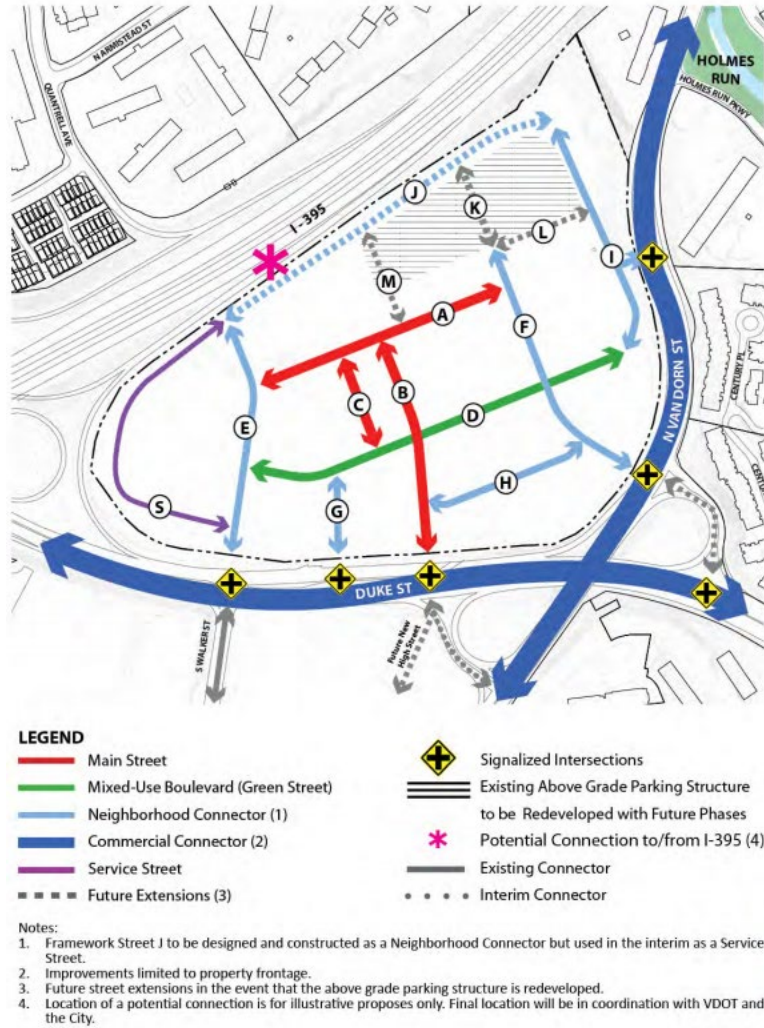 N ARMISTEAD ST
QUANTRELL AVE
HOLMES
RUN
HOLMES RUN PKWY
I - 395
J
K
L
I
M
A
F
N VAN DORN ST
CENTURY PL
B
C
D
E
H
S
G
DUKE ST
S WALKER ST
Future New
High Street
LEGEND
Main Street
Mixed-Use Boulevard (Green Street)
Neighborhood Connector (1)
Commercial Connector (2)
Service Street
Future Extensions (3)
Signalized Intersections
Existing Above Grade Parking Structure
to be Redeveloped with Future Phases
Potential Connection to/from I-395 (4)
Existing Connector
Interim Connector
Notes:
1. Framework Street J to be designed and constructed as a Neighborhood Connector but used in the interim as a Service
Street.
2. Improvements limited to property frontage.
3. Future street extensions in the event that the above grade parking structure is redeveloped.
4. Location of a potential connection is for illustrative proposes only. Final location will be in coordination with VDOT and
the City.